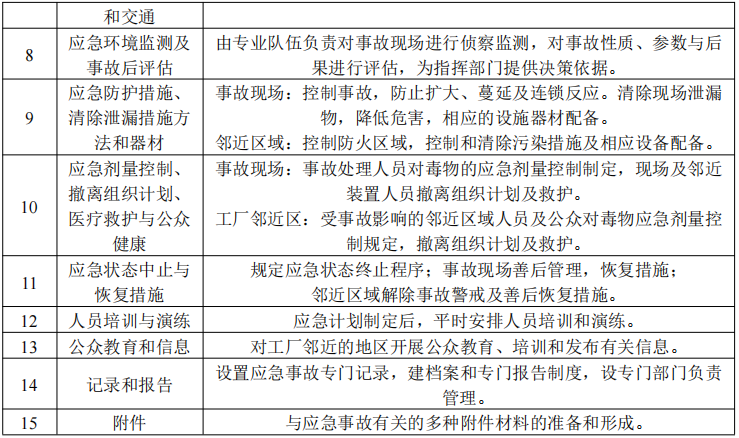 和交通
8
应急环境监测及
事故后评估
由专业队伍负责对事故现场进行侦察监测，对事故性质、参数与后
果进行评估，为指挥部门提供决策依据。
9
应急防护措施、
清除泄漏措施方
法和器材
事故现场：控制事故，防止扩大、蔓延及连锁反应。清除现场泄漏
物，降低危害，相应的设施器材配备。
邻近区域：控制防火区域，控制和清除污染措施及相应设备配备。
10
应急剂量控制、
撤离组织计划、
医疗救护与公众
健康
事故现场：事故处理人员对毒物的应急剂量控制制定，现场及邻近
装置人员撤离组织计划及救护。
工厂邻近区：受事故影响的邻近区域人员及公众对毒物应急剂量控
制规定，撤离组织计划及救护。
11
应急状态中止与
恢复措施
规定应急状态终止程序；事故现场善后管理，恢复措施；
邻近区域解除事故警戒及善后恢复措施。
12
人员培训与演练
应急计划制定后，平时安排人员培训和演练。
13
公众教育和信息
对工厂邻近的地区开展公众教育、培训和发布有关信息。
14
记录和报告
设置应急事故专门记录，建档案和专门报告制度，设专门部门负责
管理。
15
附件
与应急事故有关的多种附件材料的准备和形成。